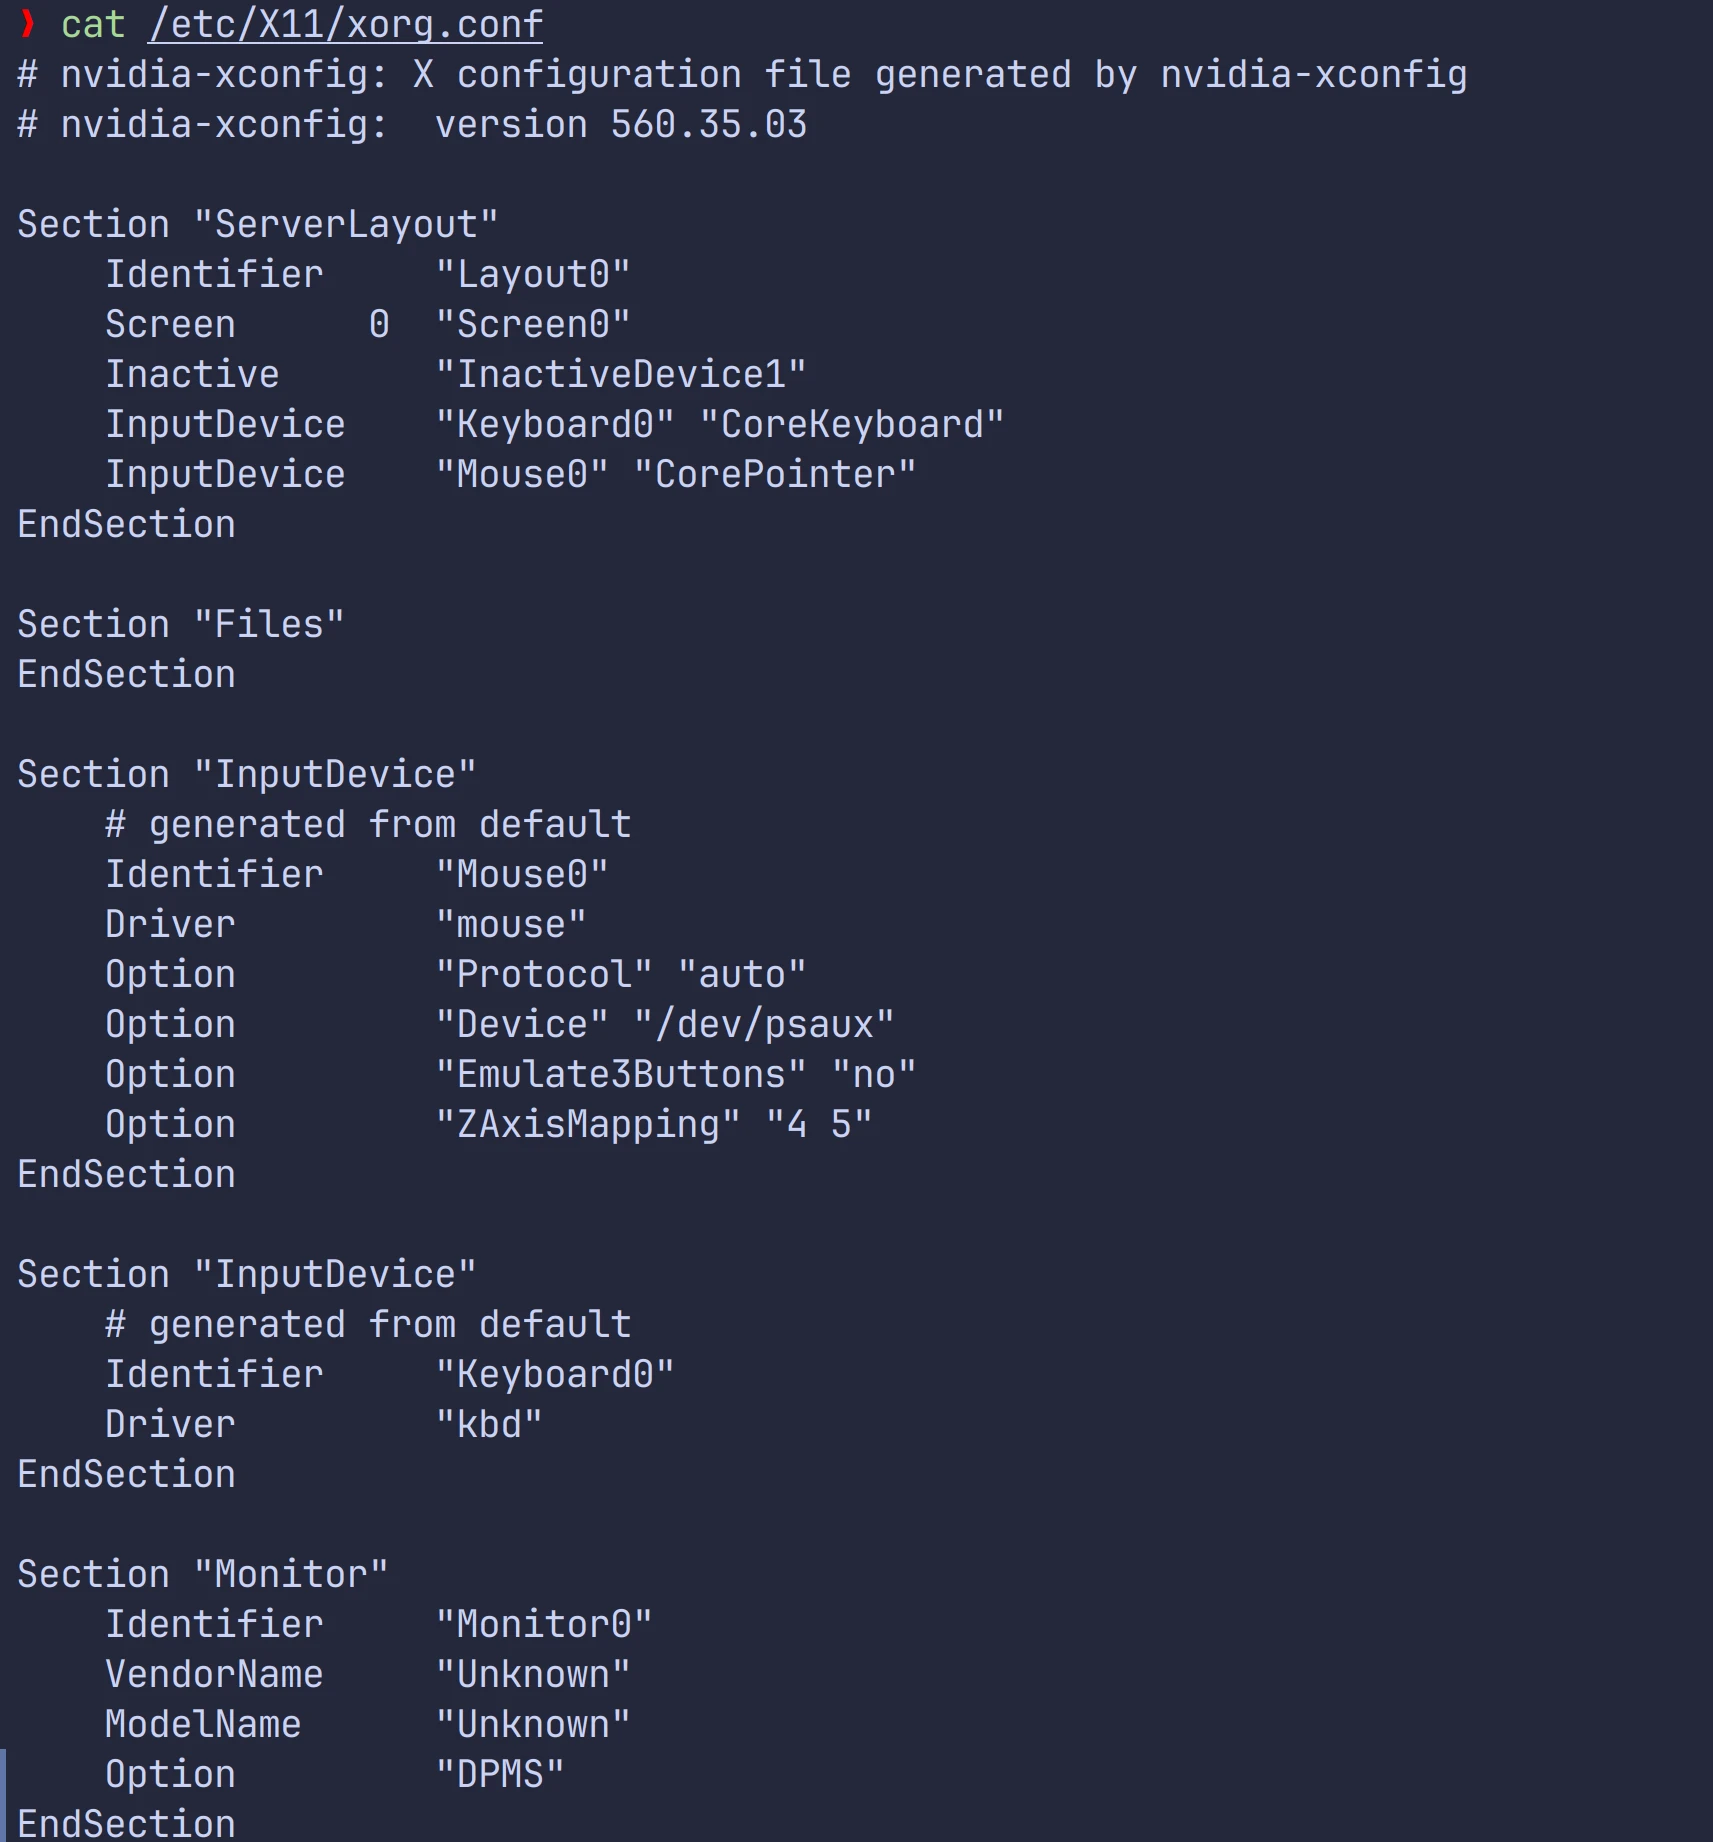 ❯ cat /etc/X11/xorg.conf
# nvidia-xconfig: X configuration file generated by nvidia-xconfig
# nvidia-xconfig:  version 560.35.03

Section "ServerLayout"
    Identifier     "Layout0"
    Screen      0  "Screen0"
    Inactive       "InactiveDevice1"
    InputDevice    "Keyboard0" "CoreKeyboard"
    InputDevice    "Mouse0" "CorePointer"
EndSection

Section "Files"
EndSection

Section "InputDevice"
    # generated from default
    Identifier     "Mouse0"
    Driver         "mouse"
    Option         "Protocol" "auto"
    Option         "Device" "/dev/psaux"
    Option         "Emulate3Buttons" "no"
    Option         "ZAxisMapping" "4 5"
EndSection

Section "InputDevice"
    # generated from default
    Identifier     "Keyboard0"
    Driver         "kbd"
EndSection

Section "Monitor"
    Identifier     "Monitor0"
    VendorName     "Unknown"
    ModelName      "Unknown"
    Option         "DPMS"
EndSection